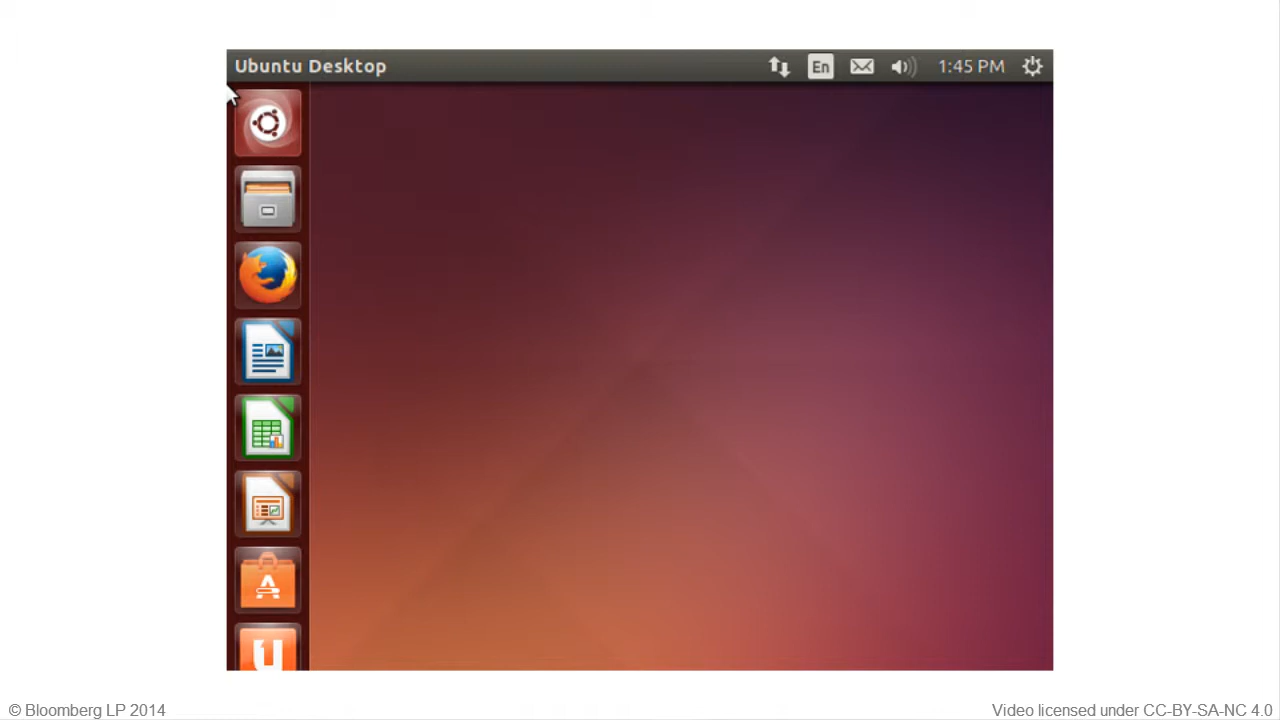 Ubuntu Desktop
En
1:45 PM
A
u
© Bloomberg LP 2014
Video licensed under CC-BY-SA-NC 4.0